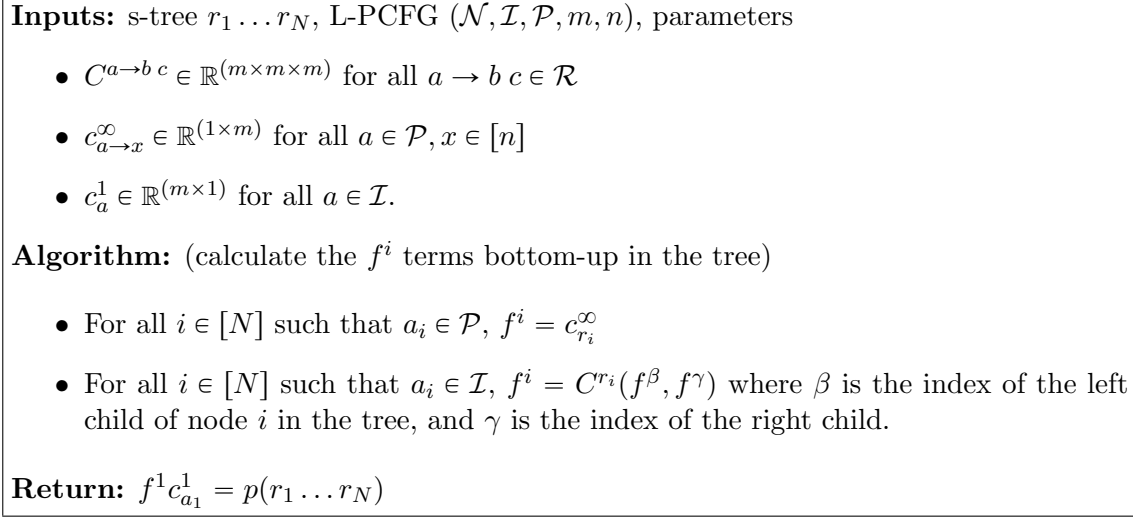 Inputs: s-tree r₁ … r_N, L-PCFG (𝒩, ℐ, 𝒫, m, n), parameters
• C^{a→b c} ∈ ℝ^{(m×m×m)} for all a → b c ∈ ℛ
• c^∞_{a→x} ∈ ℝ^{(1×m)} for all a ∈ 𝒫, x ∈ [n]
• c^1_a ∈ ℝ^{(m×1)} for all a ∈ ℐ.
Algorithm: (calculate the f^i terms bottom-up in the tree)
• For all i ∈ [N] such that a_i ∈ 𝒫, f^i = c^∞_{r_i}
• For all i ∈ [N] such that a_i ∈ ℐ, f^i = C^{r_i}(f^β, f^γ) where β is the index of the left
child of node i in the tree, and γ is the index of the right child.
Return: f^1 c^1_{a_1} = p(r₁ … r_N)